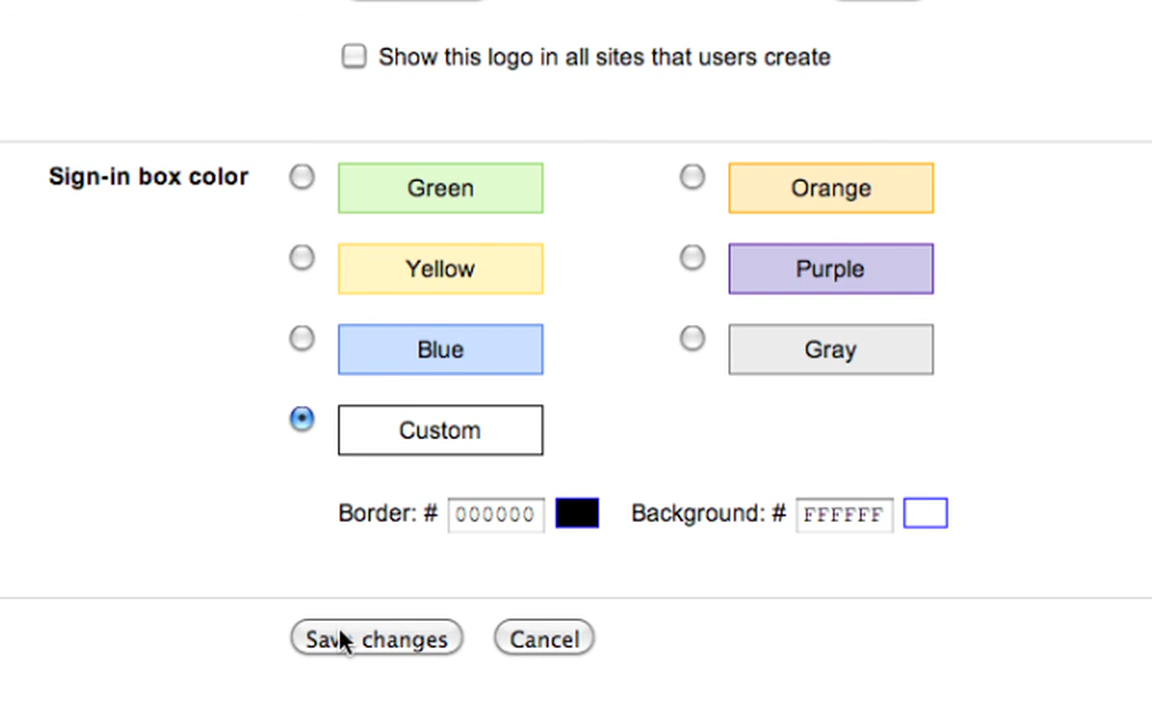 Show this logo in all sites that users create
Sign-in box color
Green
Orange
Yellow
Purple
Blue
Gray
Custom
Border: # 000000 Background: # FFFFFF
Save changes Cancel